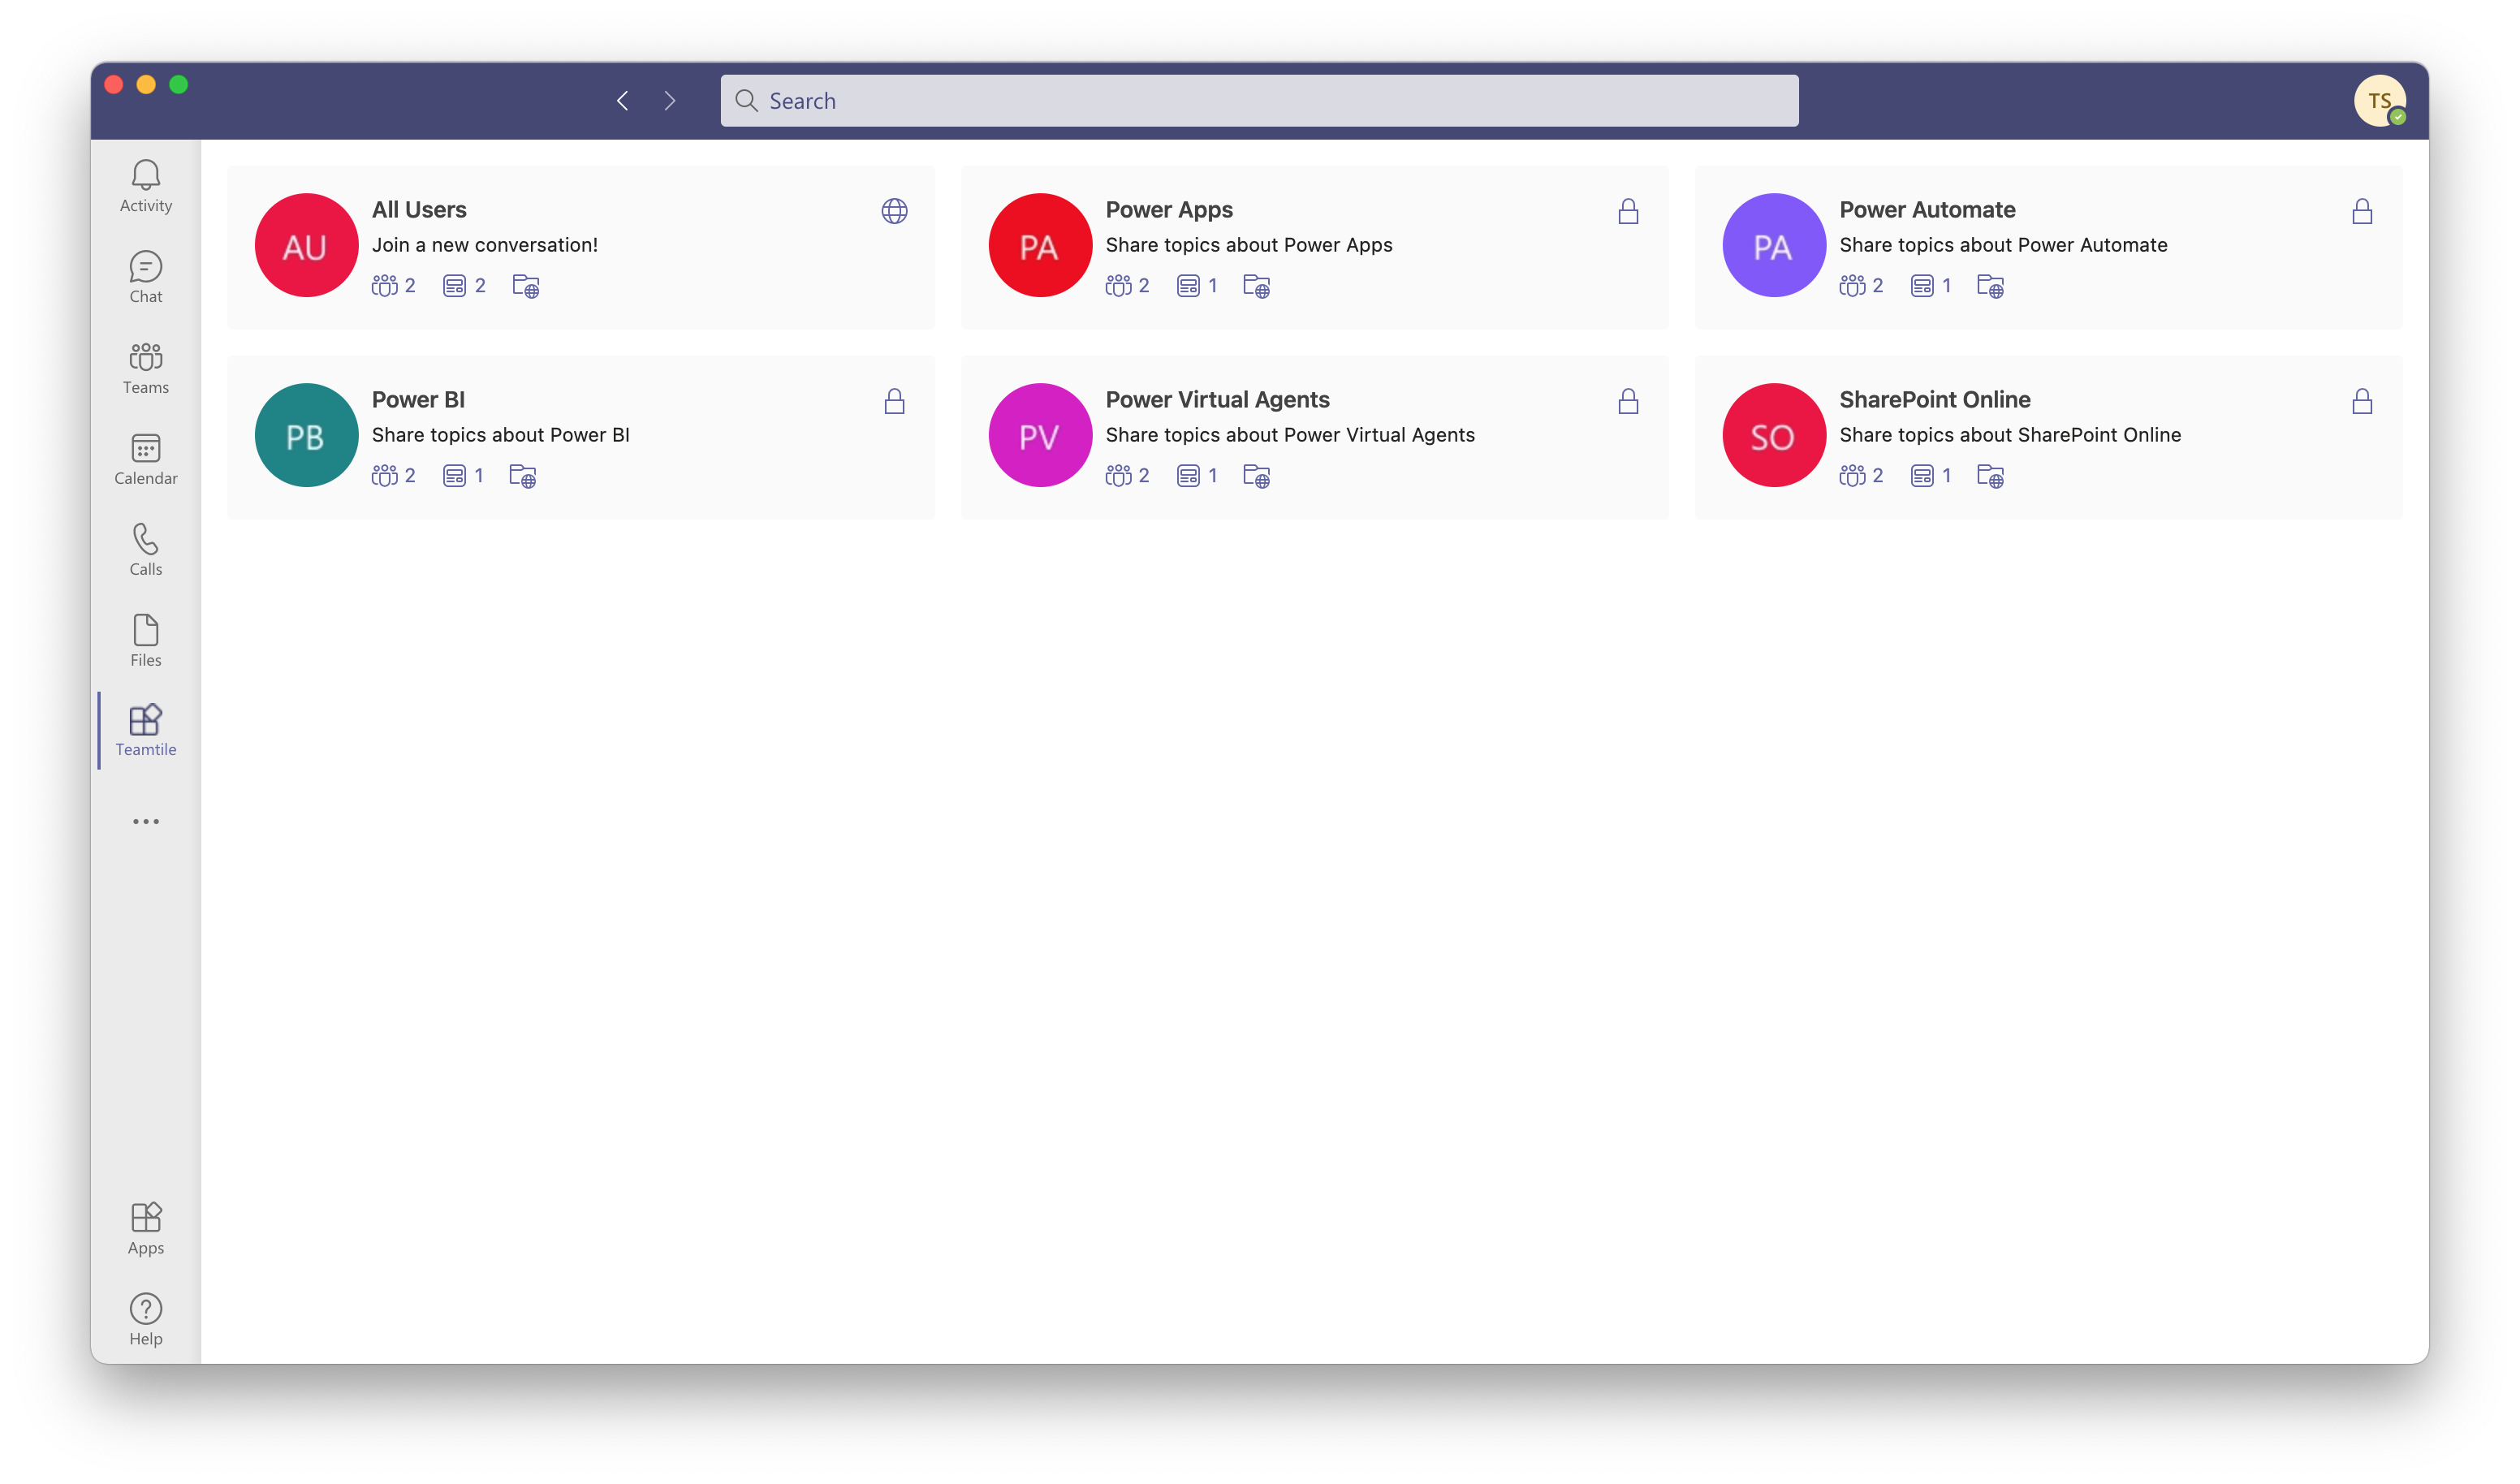 Search
TS
Activity
Chat
Teams
Calendar
Calls
Files
Teamtile
Apps
Help
AU
All Users
Join a new conversation!
2 2
PA
Power Apps
Share topics about Power Apps
2 1
PA
Power Automate
Share topics about Power Automate
2 1
PB
Power BI
Share topics about Power BI
2 1
PV
Power Virtual Agents
Share topics about Power Virtual Agents
2 1
SO
SharePoint Online
Share topics about SharePoint Online
2 1